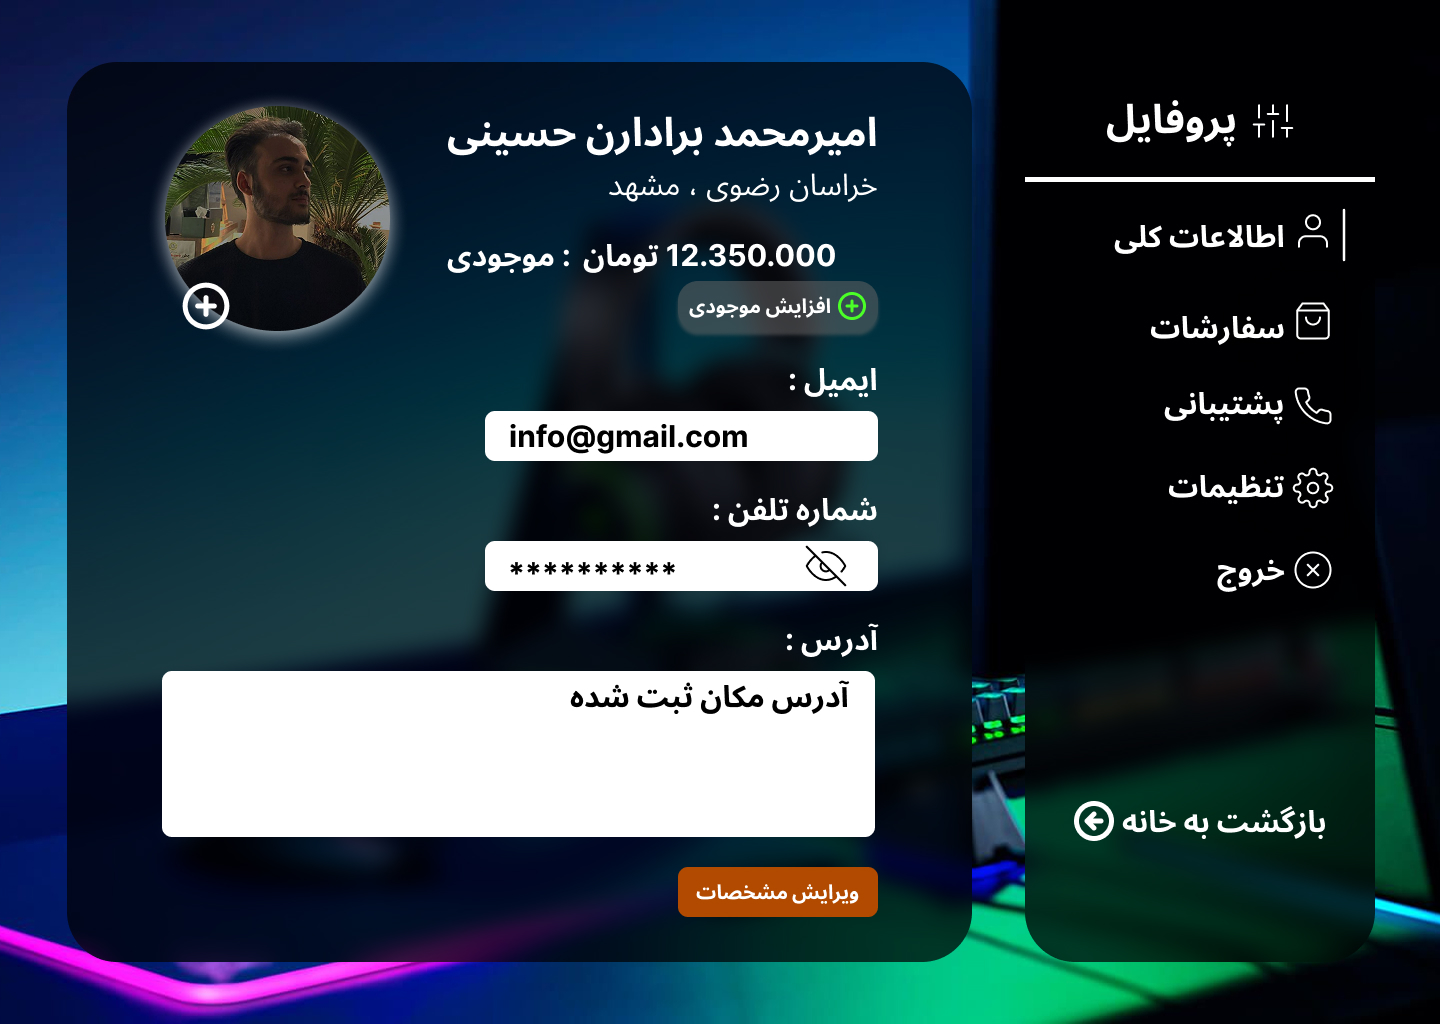 پروفایل
اطلاعات کلی
سفارشات
پشتیبانی
تنظیمات
خروج
بازگشت به خانه
امیرمحمد برادارن حسینی
خراسان رضوی ، مشهد
موجودی : 12.350.000 تومان
افزایش موجودی
ایمیل :
info@gmail.com
شماره تلفن :
**********
آدرس :
آدرس مکان ثبت شده
ویرایش مشخصات